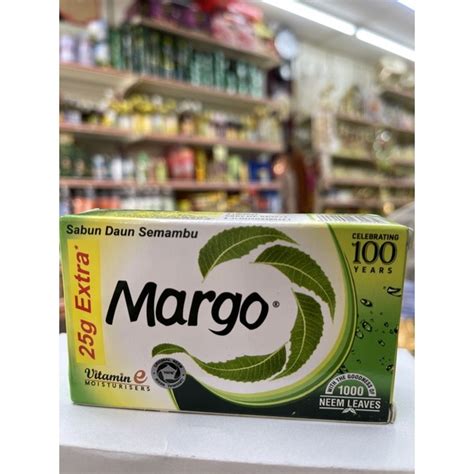 Sabun Daun Semambu
CELEBRATING
100
YEARS
25g Extra*
Margo®
Vitamin e
MOISTURISERS
WITH THE GOODNESS OF
1000
NEEM LEAVES